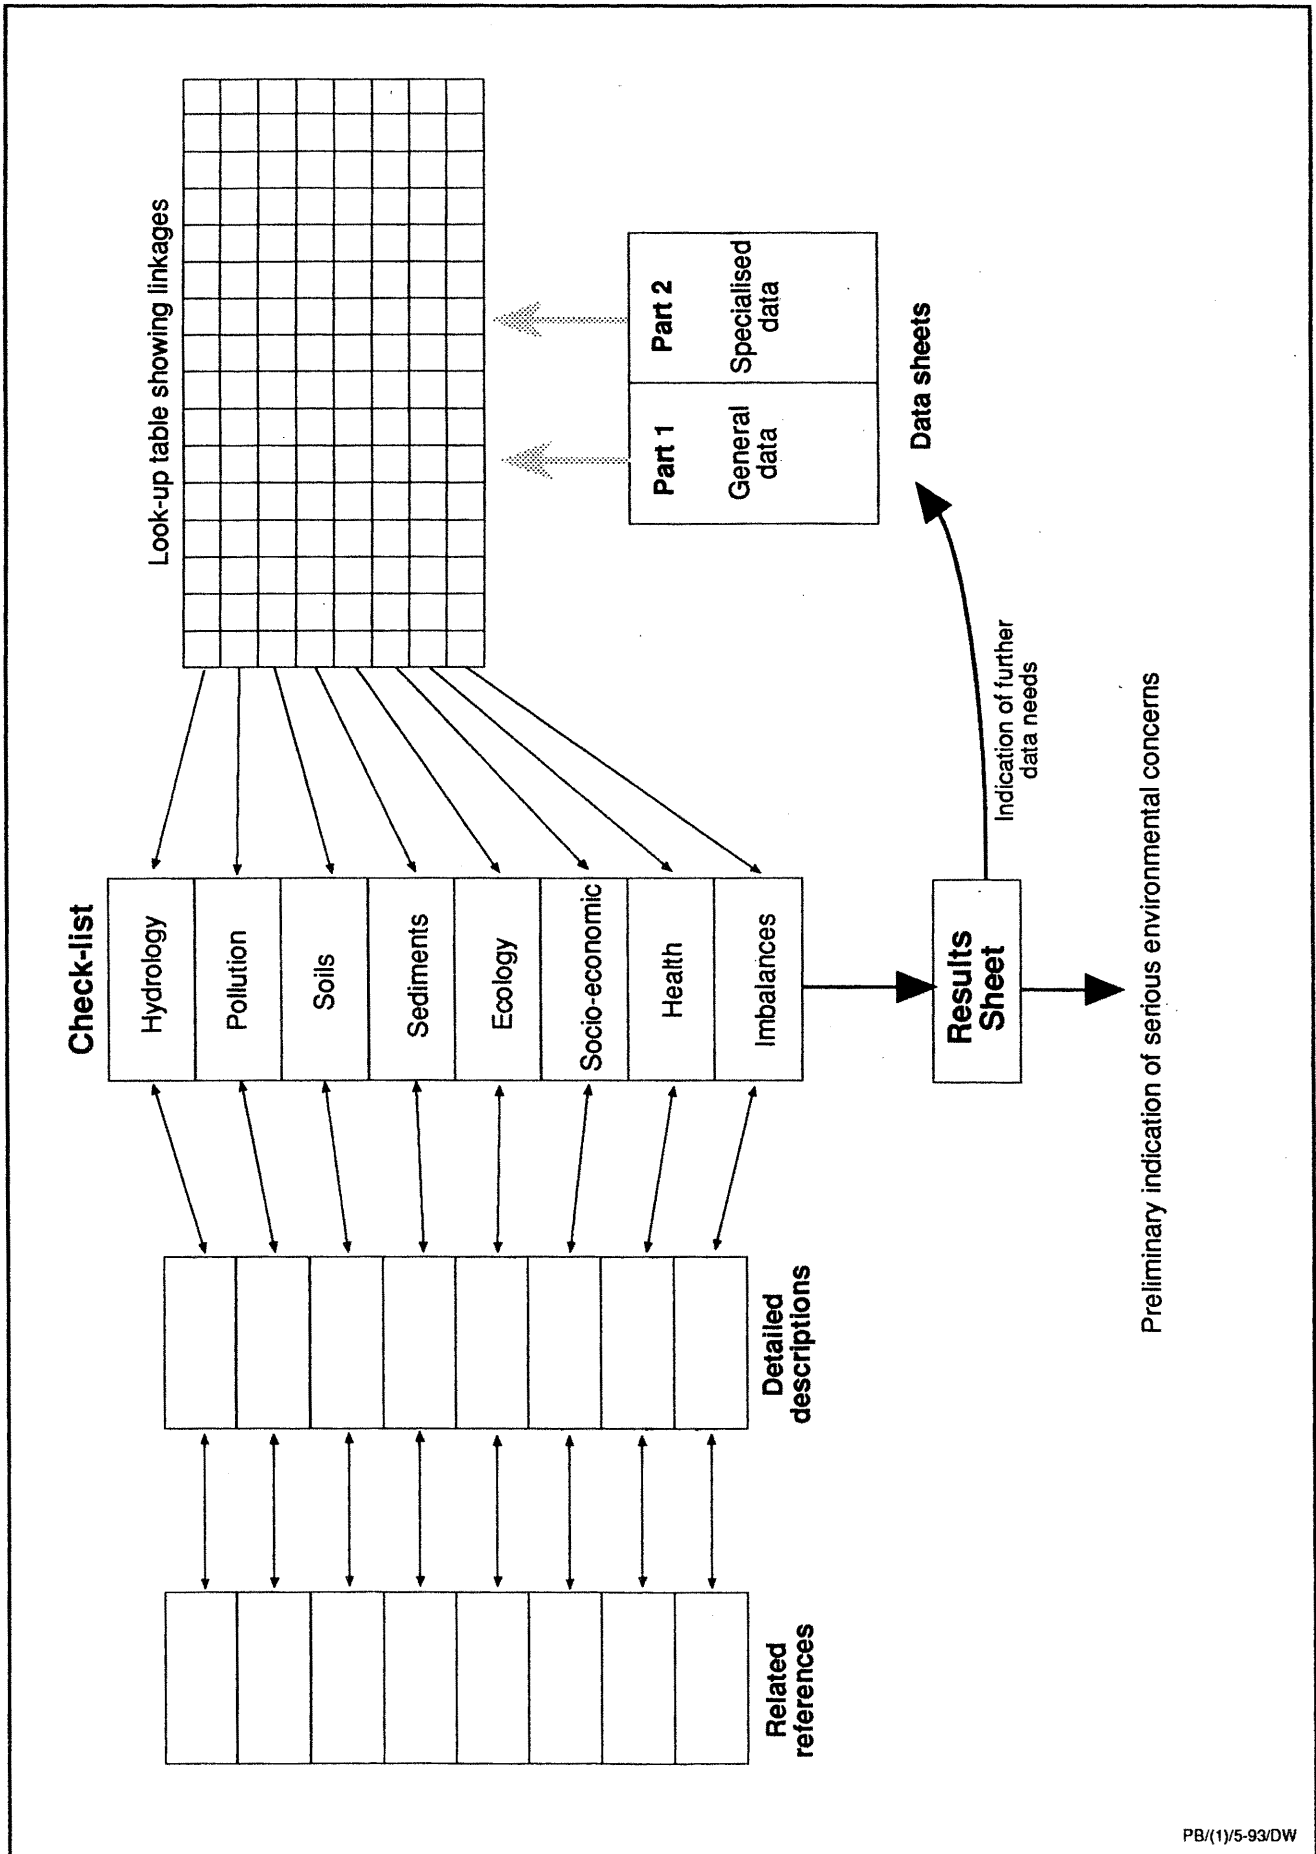 Look-up table showing linkages
Check-list
Hydrology
Pollution
Soils
Sediments
Ecology
Socio-economic
Health
Imbalances
Part 1
General
data
Part 2
Specialised
data
Data sheets
Detailed
descriptions
Related
references
Results
Sheet
Indication of further
data needs
Preliminary indication of serious environmental concerns
PB/(1)/5-93/DW